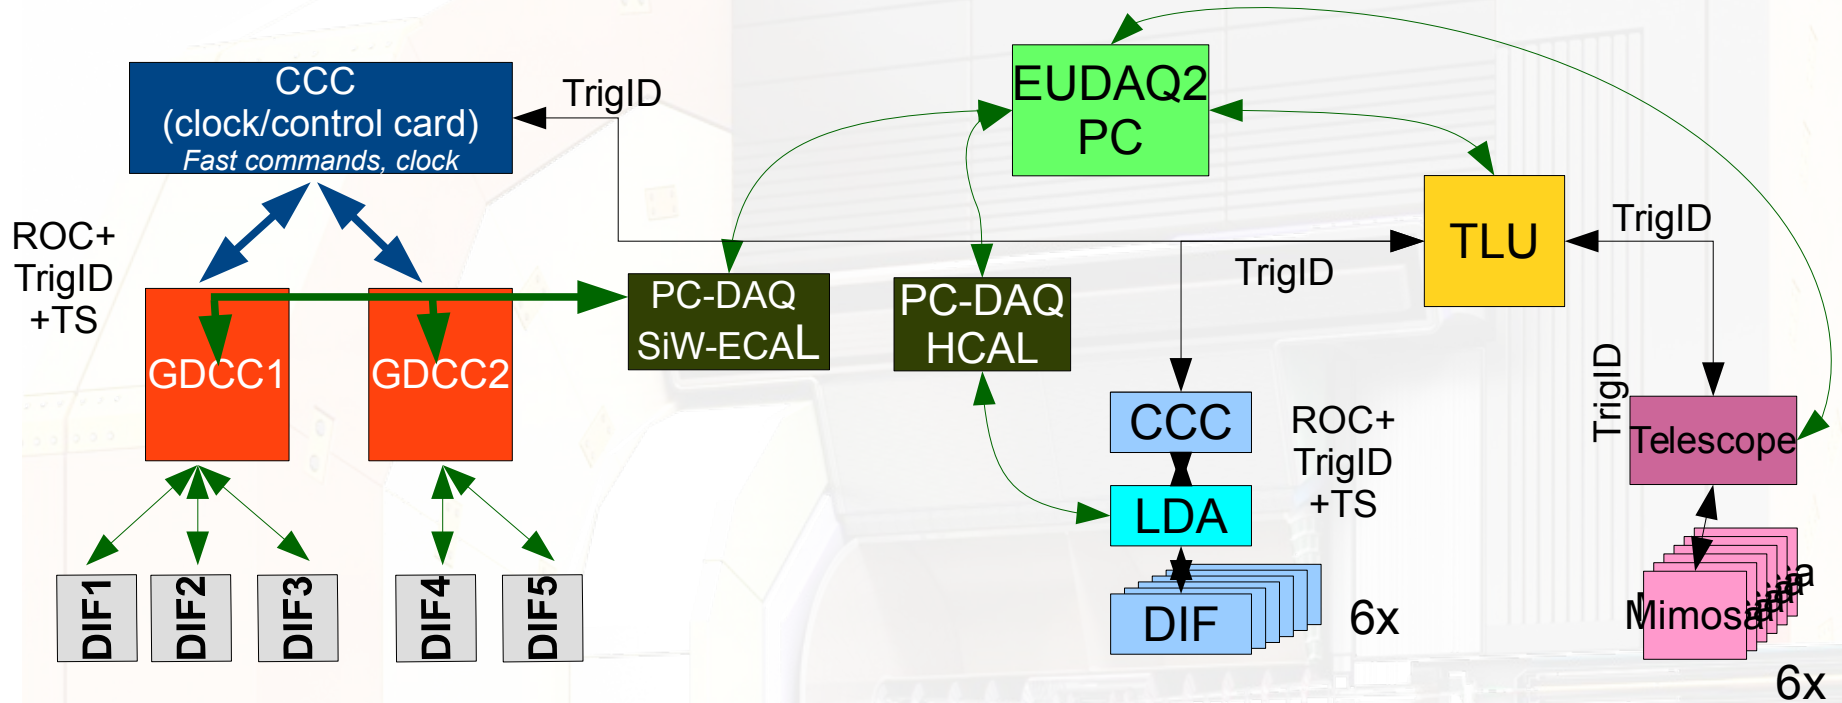 CCC
(clock/control card)
Fast commands, clock
TrigID
EUDAQ2
PC
ROC+
TrigID
+TS
TLU
TrigID
TrigID
PC-DAQ
SiW-ECAL
PC-DAQ
HCAL
GDCC1
GDCC2
CCC
ROC+
TrigID
+TS
LDA
TrigID
Telescope
DIF1
DIF2
DIF3
DIF4
DIF5
DIF
6x
Mimosa
6x